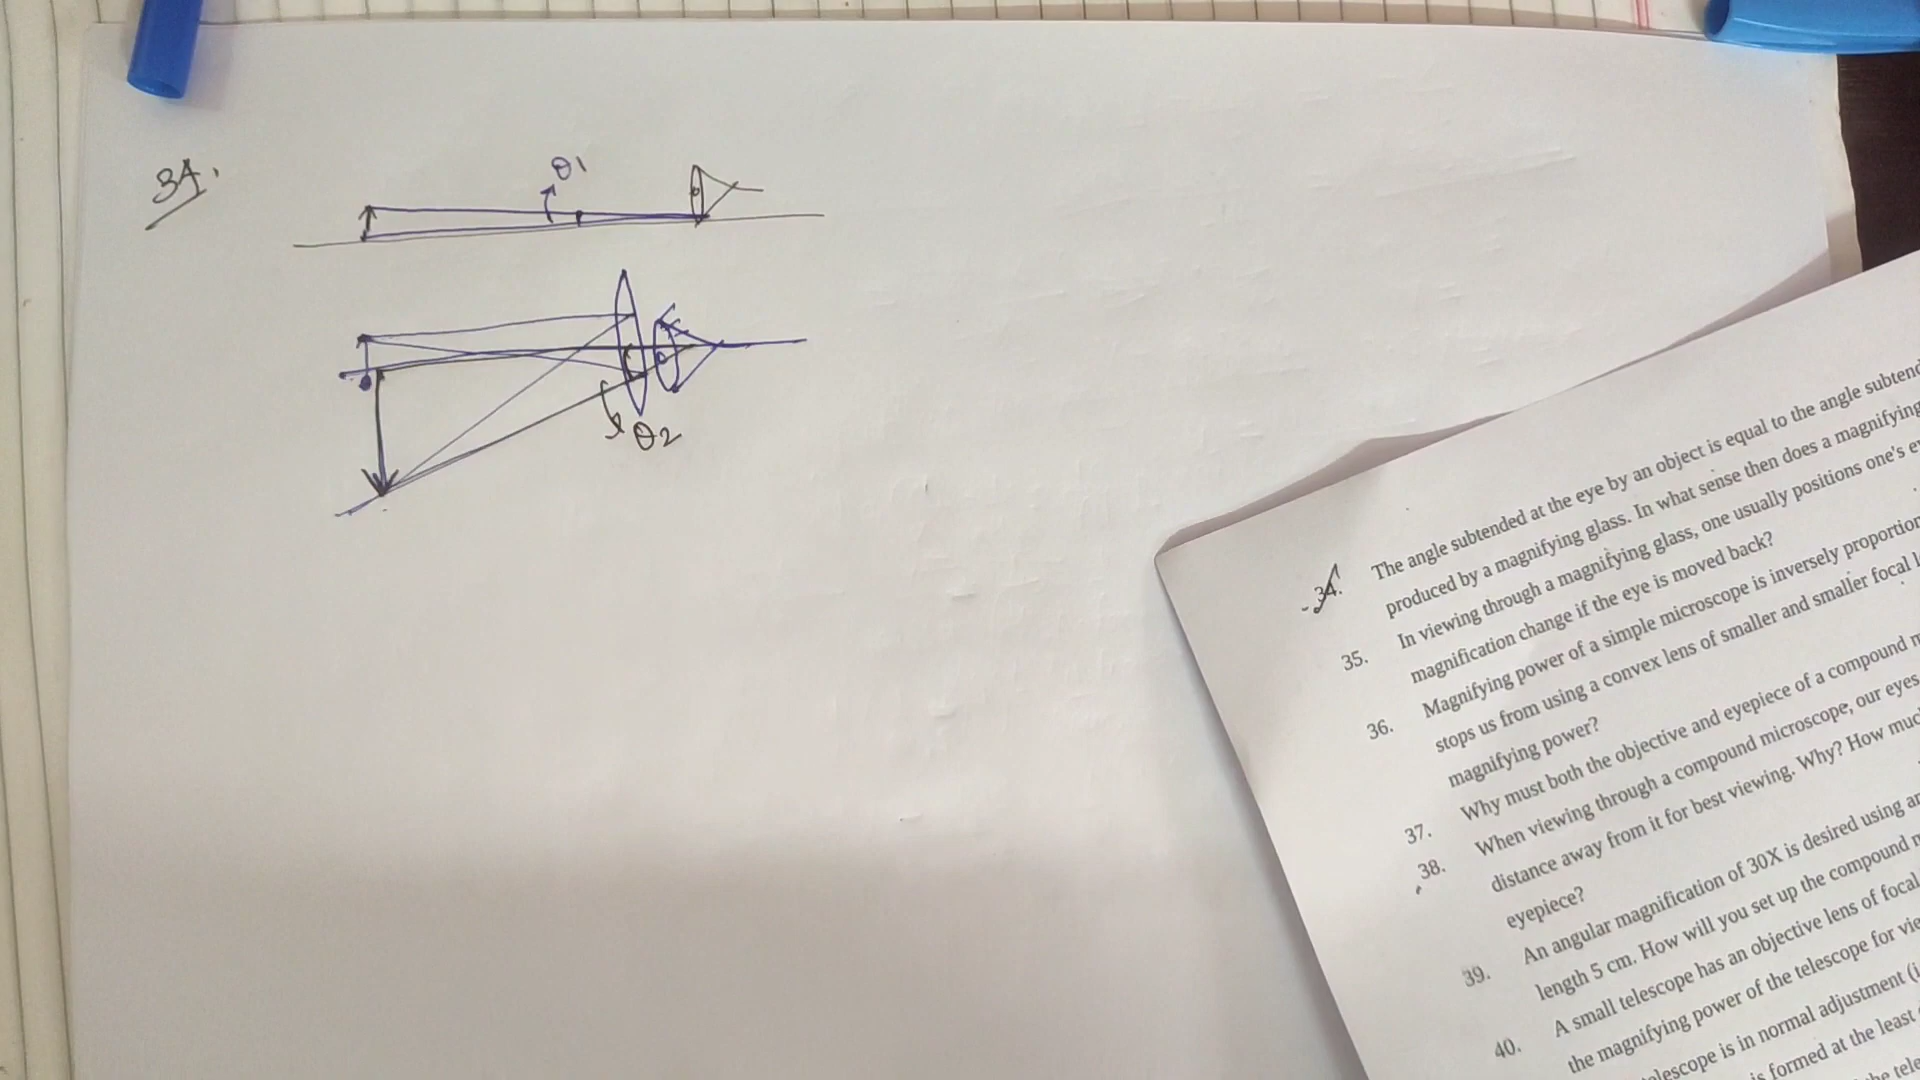 34.
θ1
θ2
34. The angle subtended at the eye by an object is equal to the angle subtend
produced by a magnifying glass. In what sense then does a magnifying
35. In viewing through a magnifying glass, one usually positions one's
magnification change if the eye is moved back?
36. Magnifying power of a simple microscope is inversely proportion
stops us from using a convex lens of smaller and smaller focal l
magnifying power?
37. Why must both the objective and eyepiece of a compound
38. When viewing through a compound microscope, our eyes
distance away from it for best viewing. Why? How muc
eyepiece?
39. An angular magnification of 30X is desired using an
length 5 cm. How will you set up the compound
40. A small telescope has an objective lens of focal
the magnifying power of the telescope for vie
elescope is in normal adjustment (i
is formed at the least
the tele